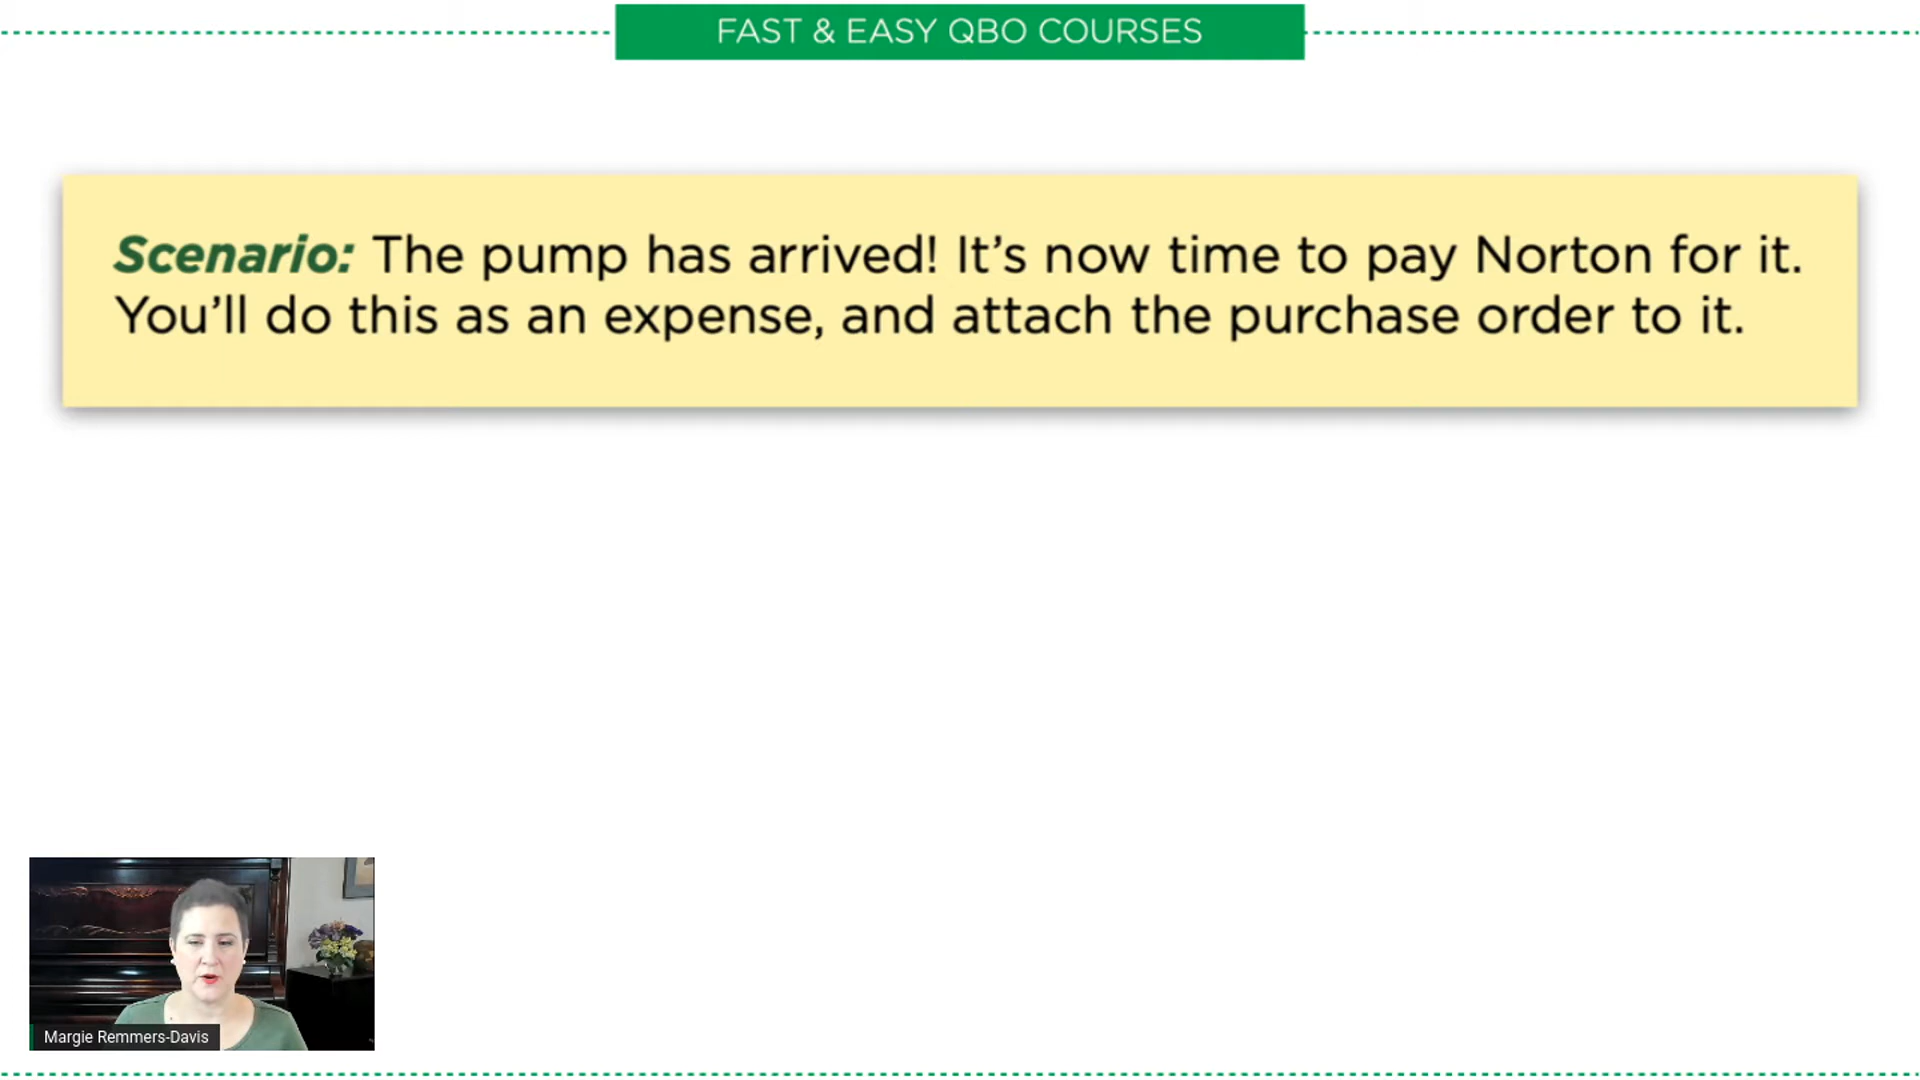 FAST & EASY QBO COURSES
Scenario: The pump has arrived! It's now time to pay Norton for it.
You'll do this as an expense, and attach the purchase order to it.
Margie Remmers-Davis